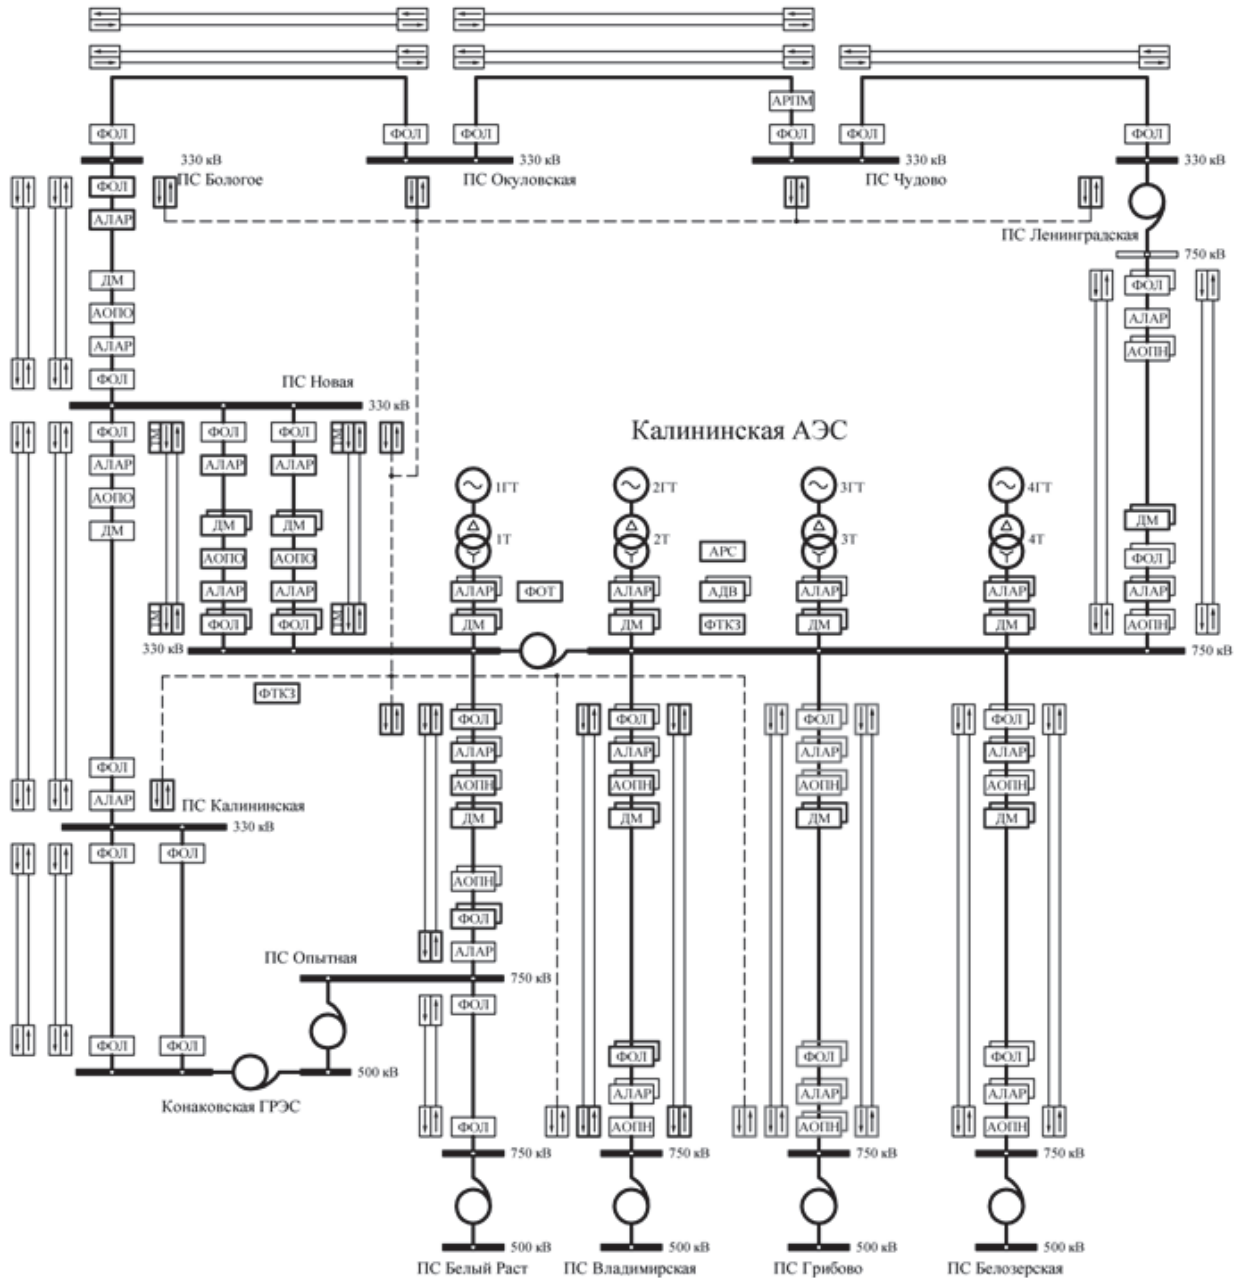 АРПМ
ФОЛ ФОЛ ФОЛ ФОЛ ФОЛ ФОЛ
330 кВ 330 кВ 330 кВ 330 кВ
ПС Бологое ПС Окуловская ПС Чудово
ФОЛ
АЛАР
ПС Ленинградская
750 кВ
ДМ ФОЛ
АОПО АЛАР
АЛАР АОПН
ФОЛ
ПС Новая
330 кВ
Калининская АЭС
ФОЛ ТМ ФОЛ ФОЛ ТМ
АЛАР АЛАР АЛАР
АОПО 1ГТ 2ГТ 3ГТ 4ГТ
ДМ ДМ ДМ ДМ
1Т 2Т 3Т 4Т
АОПО АОПО АРС ФОЛ
АЛАР АЛАР АЛАР ФОТ АЛАР АДВ АЛАР АЛАР АЛАР
ТМ ФОЛ ФОЛ ТМ ДМ ДМ ФТКЗ ДМ ДМ АОПН
330 кВ 750 кВ
ФТКЗ
ФОЛ ФОЛ ФОЛ ФОЛ
АЛАР АЛАР АЛАР АЛАР
ФОЛ АОПН АОПН АОПН АОПН
АЛАР
ПС Калининская
ДМ ДМ ДМ ДМ
330 кВ
ФОЛ ФОЛ
АОПН
ФОЛ
АЛАР
ПС Опытная
750 кВ
ФОЛ
ФОЛ ФОЛ ФОЛ ФОЛ ФОЛ
500 кВ
АЛАР АЛАР АЛАР
Конаковская ГРЭС
ФОЛ АОПН АОПН АОПН
750 кВ 750 кВ 750 кВ 750 кВ
500 кВ 500 кВ 500 кВ 500 кВ
ПС Белый Раст ПС Владимирская ПС Грибово ПС Белозерская